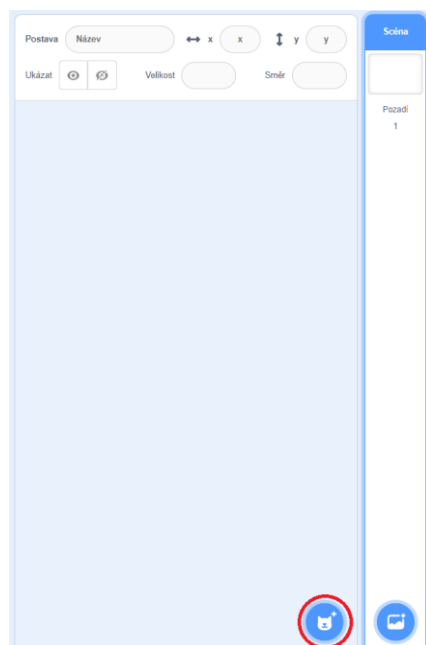 Postava Název x x y y
Ukázat Velikost Směr
Scéna
Pozadí
1